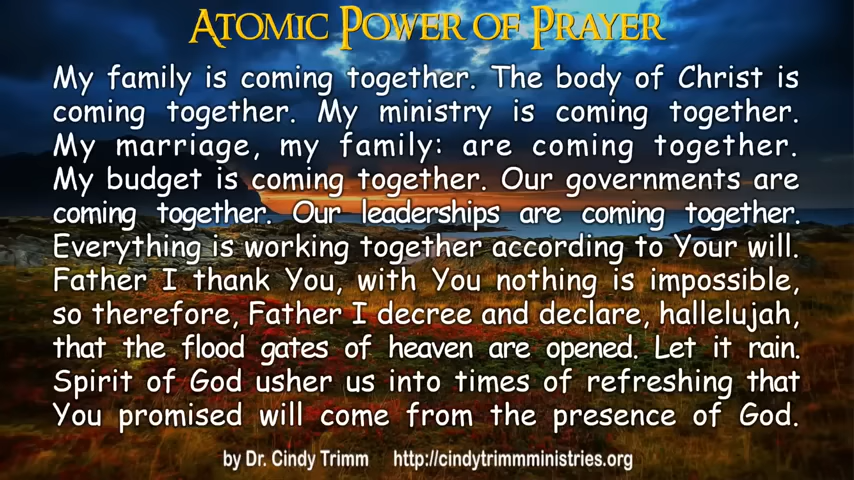 ATOMIC POWER OF PRAYER
My family is coming together. The body of Christ is
coming together. My ministry is coming together.
My marriage, my family: are coming together.
My budget is coming together. Our governments are
coming together. Our leaderships are coming together.
Everything is working together according to Your will.
Father I thank You, with You nothing is impossible,
so therefore, Father I decree and declare, hallelujah,
that the flood gates of heaven are opened. Let it rain.
Spirit of God usher us into times of refreshing that
You promised will come from the presence of God.
by Dr. Cindy Trimm http://cindytrimmministries.org